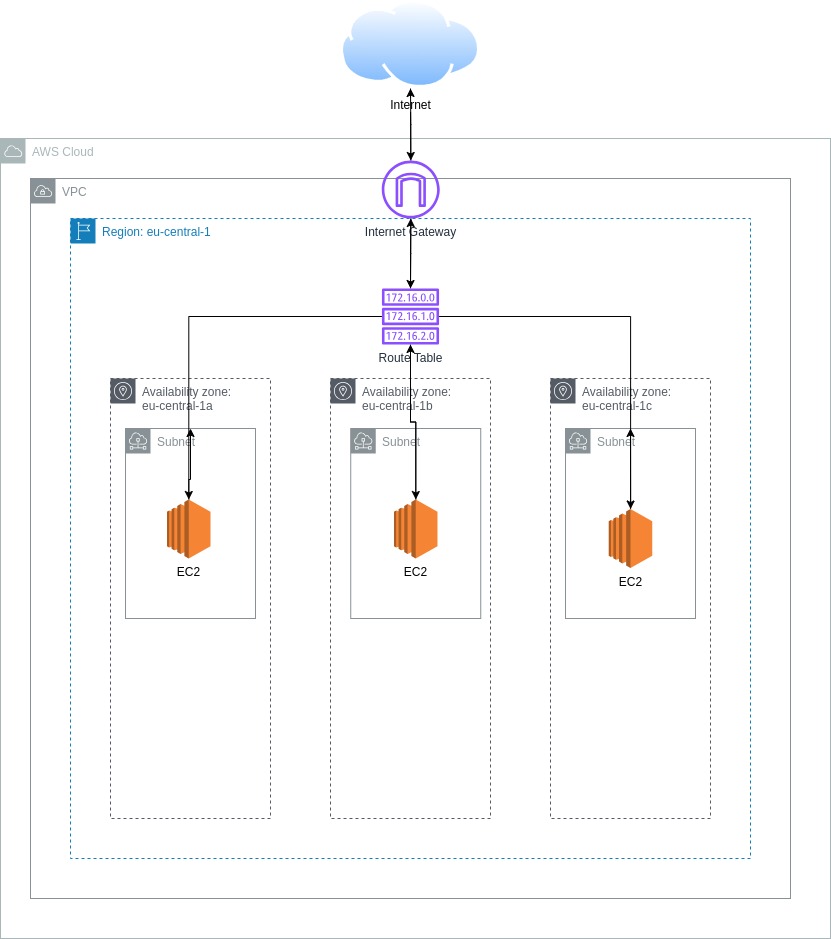 Internet
AWS Cloud
VPC
Region: eu-central-1
Internet Gateway
172.16.0.0
172.16.1.0
172.16.2.0
Route Table
Availability zone:
eu-central-1a
Availability zone:
eu-central-1b
Availability zone:
eu-central-1c
Subnet
Subnet
Subnet
EC2
EC2
EC2